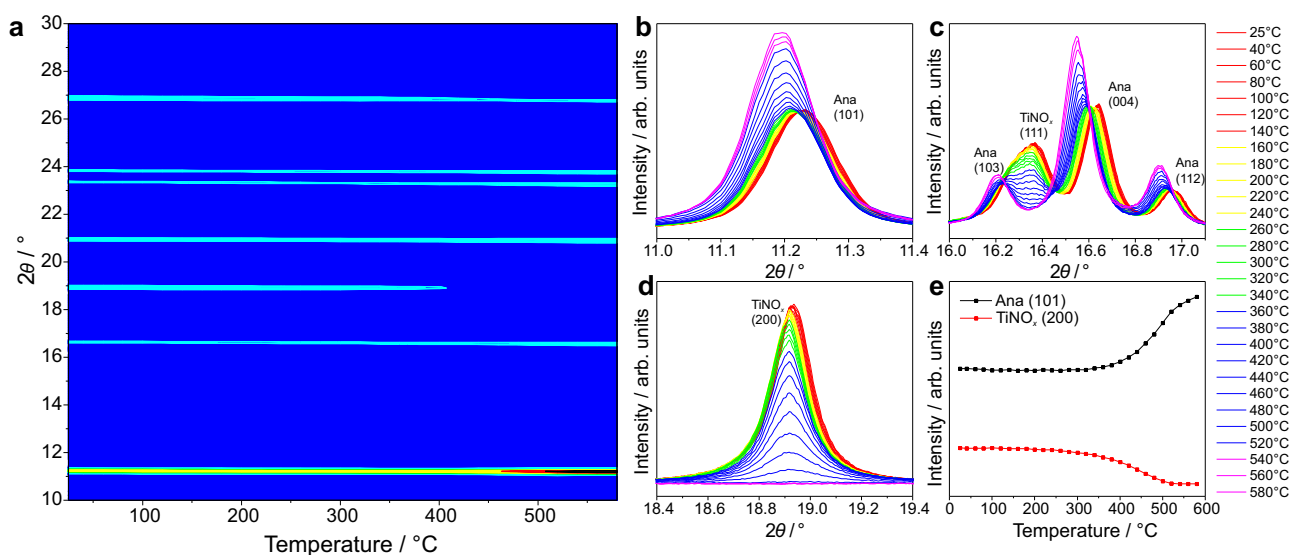 a
30
28
26
24
22
20
18
16
14
12
10
2θ / °
100
200
300
400
500
Temperature / °C
b
Intensity / arb. units
Ana
(101)
11.0
11.1
11.2
11.3
11.4
2θ / °
c
Intensity / arb. units
Ana
(103)
TiNOₓ
(111)
Ana
(004)
Ana
(112)
16.0
16.2
16.4
16.6
16.8
17.0
2θ / °
d
Intensity / arb. units
TiNOₓ
(200)
18.4
18.6
18.8
19.0
19.2
19.4
2θ / °
e
Intensity / arb. units
Ana (101)
TiNOₓ (200)
0
100
200
300
400
500
600
Temperature / °C
25°C
40°C
60°C
80°C
100°C
120°C
140°C
160°C
180°C
200°C
220°C
240°C
260°C
280°C
300°C
320°C
340°C
360°C
380°C
400°C
420°C
440°C
460°C
480°C
500°C
520°C
540°C
560°C
580°C